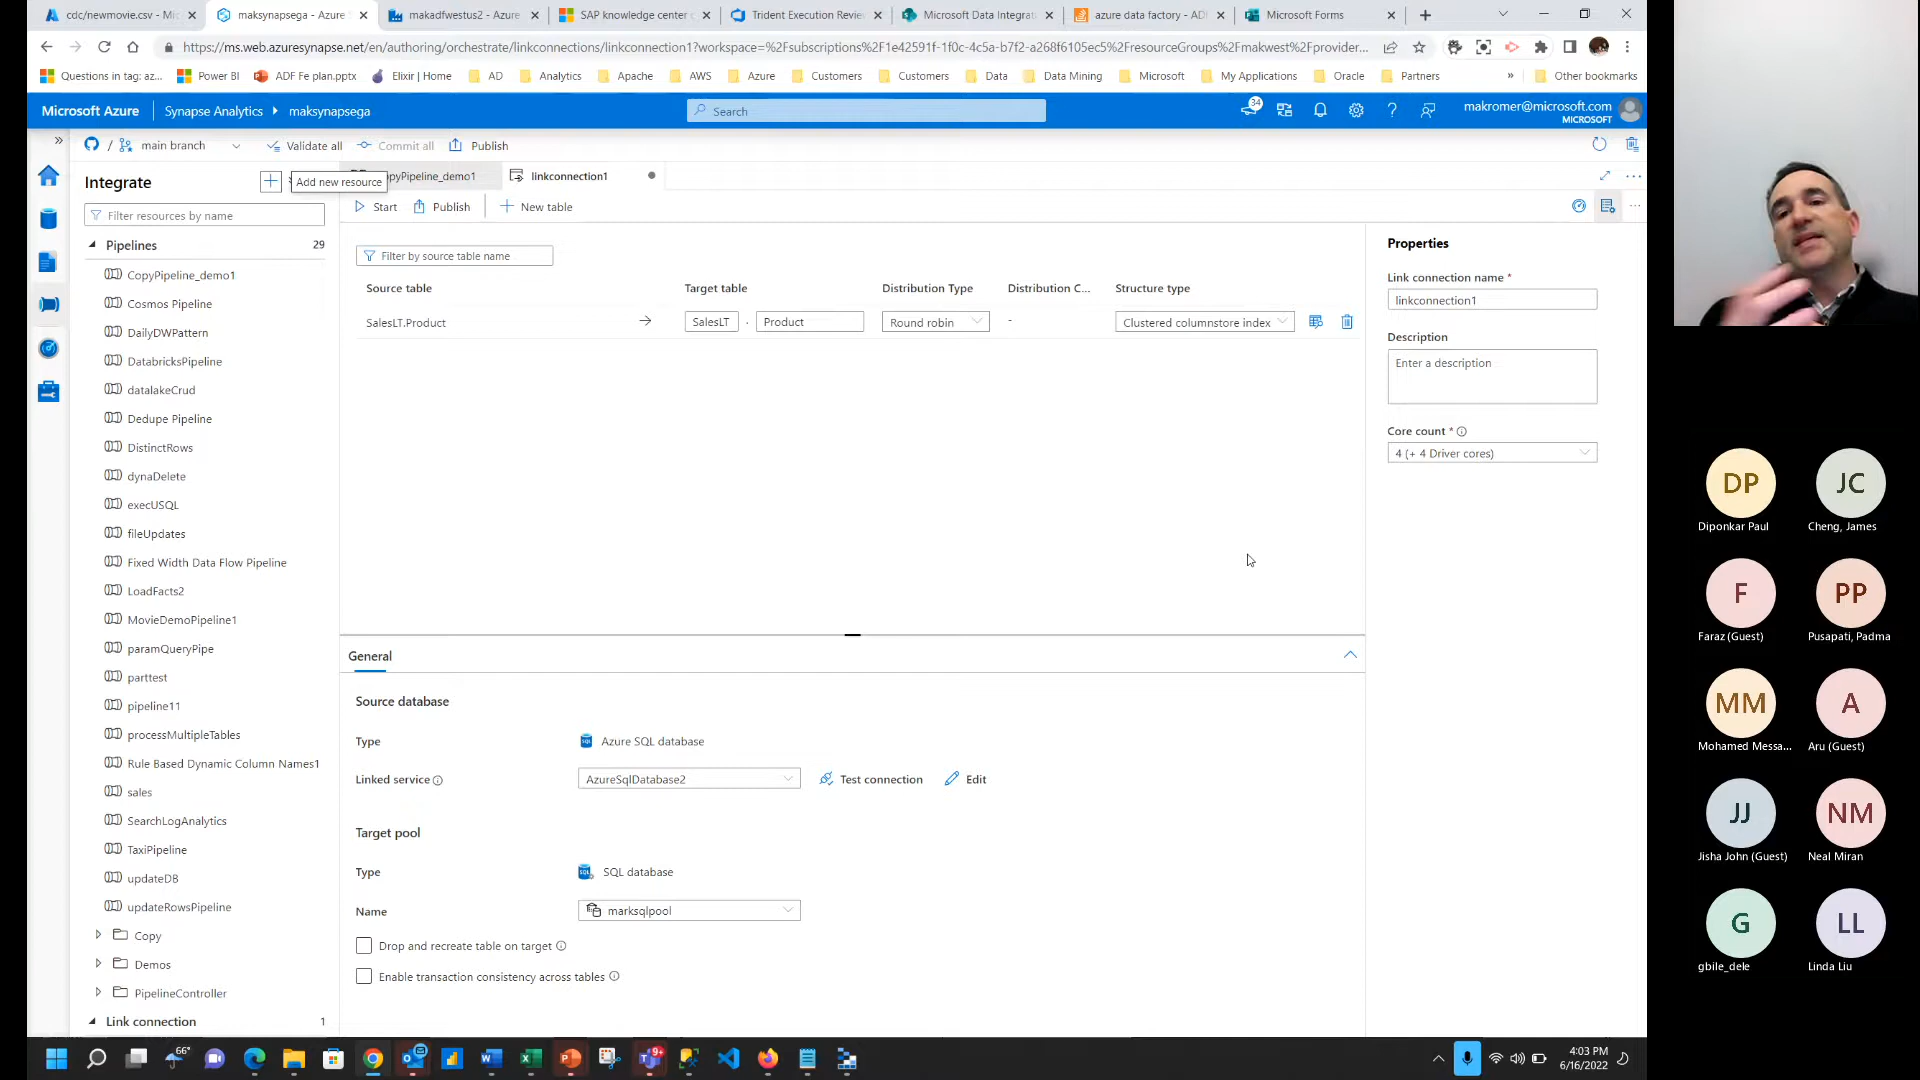 cdc/newmovie.csv - Mic
maksynapsega - Azure S
makadfwestus2 - Azure
SAP knowledge center
Trident Execution Revie
Microsoft Data Integrat
azure data factory - AD
Microsoft Forms
https://ms.web.azuresynapse.net/en/authoring/orchestrate/linkconnections/linkconnection1?workspace=%2Fsubscriptions%2F1e42591f-1f0c-4c5a-b7f2-a268f6105ec5%2FresourceGroups%2Fmakwest%2Fprovider...
Questions in tag: az...
Power BI
ADF Fe plan.pptx
Elixir | Home
AD
Analytics
Apache
AWS
Azure
Customers
Customers
Data
Data Mining
Microsoft
My Applications
Oracle
Partners
»
Other bookmarks
Microsoft Azure
Synapse Analytics
maksynapsega
Search
34
makromer@microsoft.com
MICROSOFT
/ main branch
Validate all
Commit all
Publish
Integrate
Add new resource
pyPipeline_demo1
linkconnection1
Filter resources by name
Start
Publish
New table
Pipelines 29
CopyPipeline_demo1
Cosmos Pipeline
DailyDWPattern
DatabricksPipeline
datalakeCrud
Dedupe Pipeline
DistinctRows
dynaDelete
execUSQL
fileUpdates
Fixed Width Data Flow Pipeline
LoadFacts2
MovieDemoPipeline1
paramQueryPipe
parttest
pipeline11
processMultipleTables
Rule Based Dynamic Column Names1
sales
SearchLogAnalytics
TaxiPipeline
updateDB
updateRowsPipeline
Copy
Demos
PipelineController
Link connection 1
Filter by source table name
Source table
Target table
Distribution Type
Distribution C...
Structure type
SalesLT.Product
SalesLT . Product
Round robin
-
Clustered columnstore index
General
Source database
Type
Azure SQL database
Linked service
AzureSqlDatabase2
Test connection
Edit
Target pool
Type
SQL database
Name
marksqlpool
Drop and recreate table on target
Enable transaction consistency across tables
Properties
Link connection name *
linkconnection1
Description
Enter a description
Core count *
4 (+ 4 Driver cores)
DP
Diponkar Paul
JC
Cheng, James
F
Faraz (Guest)
PP
Pusapati, Padma
MM
Mohamed Messa...
A
Aru (Guest)
JJ
Jisha John (Guest)
NM
Neal Miran
G
gbile_dele
LL
Linda Liu
66°
9+
4:03 PM
6/16/2022